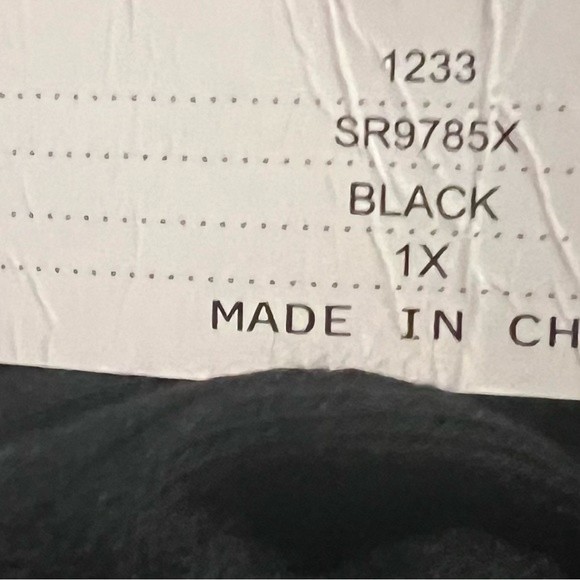 1233
SR9785X
BLACK
1X
MADE IN CH